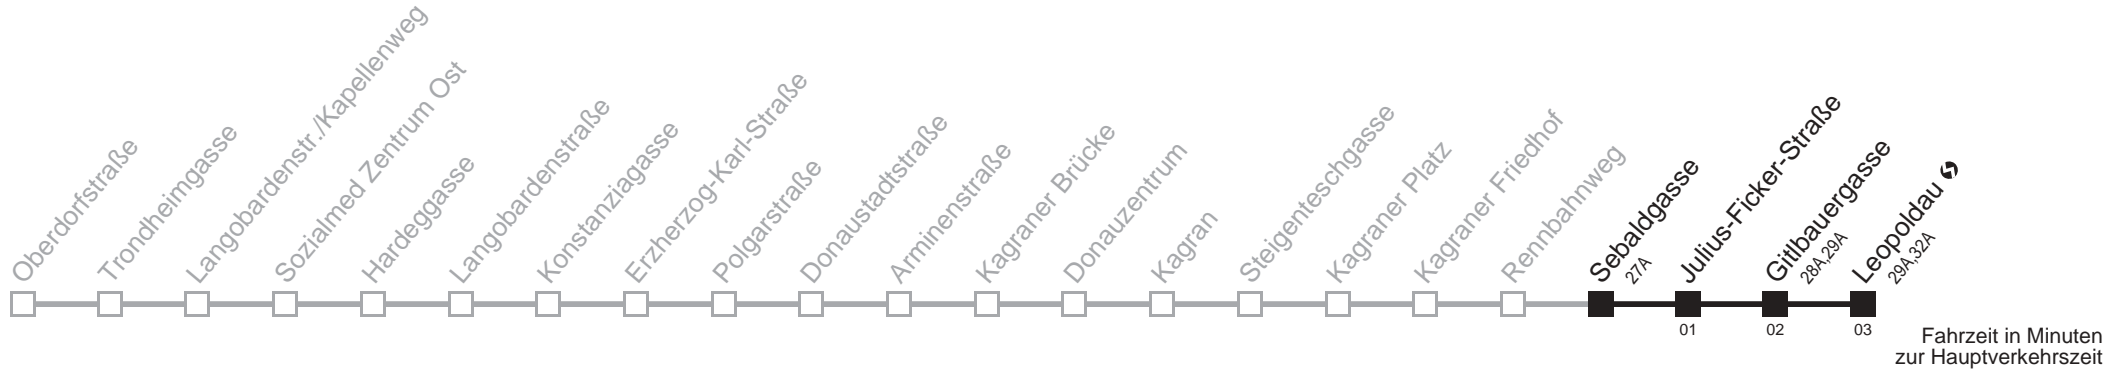 Oberdorfstraße
Trondheimgasse
Langobardenstr./Kapellenweg
Sozialmed Zentrum Ost
Hardeggasse
Langobardenstraße
Konstanziagasse
Erzherzog-Karl-Straße
Polgarstraße
Donaustadtstraße
Arminenstraße
Kagraner Brücke
Donauzentrum
Kagran
Steigenteschgasse
Kagraner Platz
Kagraner Friedhof
Rennbahnweg
Sebaldgasse
27A
Julius-Ficker-Straße
01
Gitlbauergasse
28A,29A
02
Leopoldau
29A,32A
03
Fahrzeit in Minuten
zur Hauptverkehrszeit